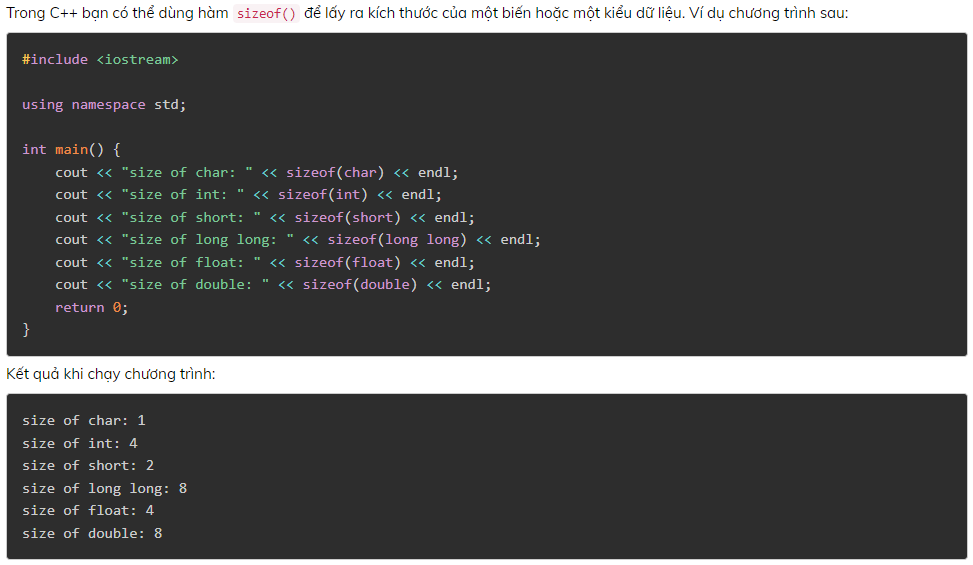 Trong C++ bạn có thể dùng hàm sizeof() để lấy ra kích thước của một biến hoặc một kiểu dữ liệu. Ví dụ chương trình sau:
#include <iostream>
using namespace std;
int main() {
    cout << "size of char: " << sizeof(char) << endl;
    cout << "size of int: " << sizeof(int) << endl;
    cout << "size of short: " << sizeof(short) << endl;
    cout << "size of long long: " << sizeof(long long) << endl;
    cout << "size of float: " << sizeof(float) << endl;
    cout << "size of double: " << sizeof(double) << endl;
    return 0;
}
Kết quả khi chạy chương trình:
size of char: 1
size of int: 4
size of short: 2
size of long long: 8
size of float: 4
size of double: 8